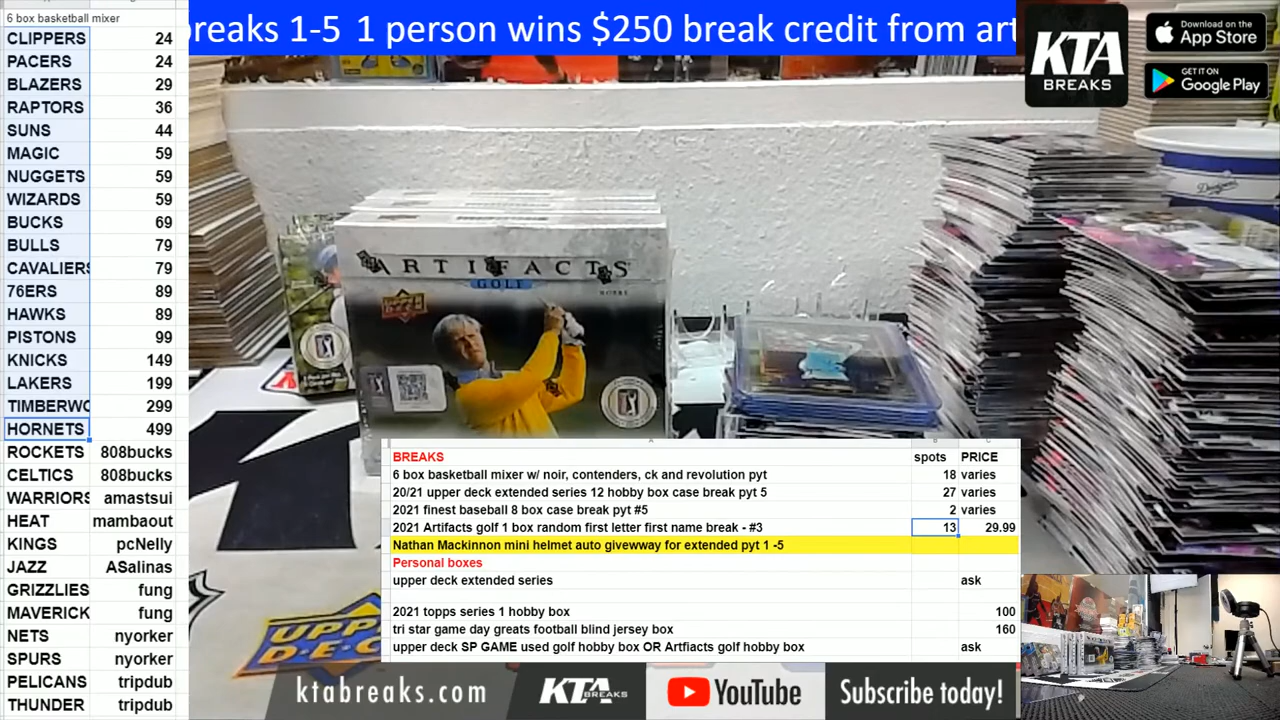 6 box basketball mixer
CLIPPERS 24
PACERS 24
BLAZERS 29
RAPTORS 36
SUNS 44
MAGIC 59
NUGGETS 59
WIZARDS 59
BUCKS 69
BULLS 79
CAVALIERS 79
76ERS 89
HAWKS 89
PISTONS 99
KNICKS 149
LAKERS 199
TIMBERWO 299
HORNETS 499
ROCKETS 808bucks
CELTICS 808bucks
WARRIORS amastsui
HEAT mambaout
KINGS pcNelly
JAZZ ASalinas
GRIZZLIES fung
MAVERICK fung
NETS nyorker
SPURS nyorker
PELICANS tripdub
THUNDER tripdub
breaks 1-5 1 person wins $250 break credit from art
KTA
BREAKS
Download on the
App Store
GET IT ON
Google Play
Dodgers
ARTIFACTS
GOLF
UPPER DECK
BREAKS spots PRICE
6 box basketball mixer w/ noir, contenders, ck and revolution pyt 18 varies
20/21 upper deck extended series 12 hobby box case break pyt 5 27 varies
2021 finest baseball 8 box case break pyt #5 2 varies
2021 Artifacts golf 1 box random first letter first name break - #3 13 29.99
Nathan Mackinnon mini helmet auto givewway for extended pyt 1 -5
Personal boxes
upper deck extended series ask
2021 topps series 1 hobby box 100
tri star game day greats football blind jersey box 160
upper deck SP GAME used golf hobby box OR Artfiacts golf hobby box ask
ktabreaks.com
KTA BREAKS
YouTube
Subscribe today!